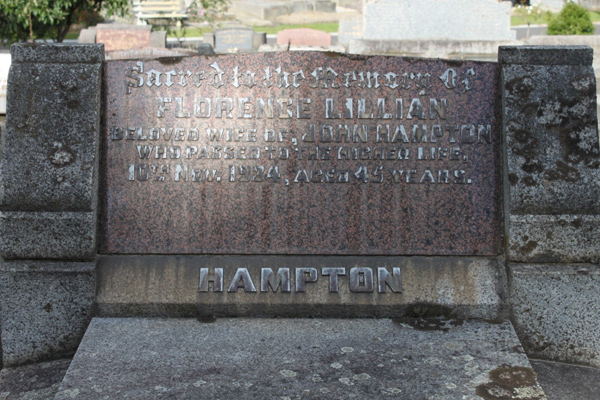 Sacred to the Memory of
FLORENCE LILLIAN
BELOVED WIFE OF, JOHN HAMPTON
WHO PASSED TO THE HIGHER LIFE,
10TH NOV. 1924, AGED 45 YEARS.
HAMPTON